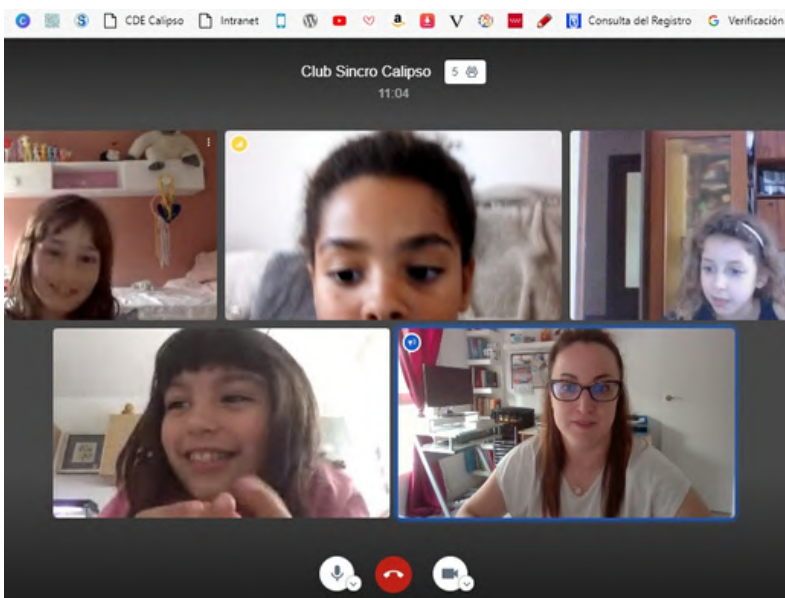 CDE Calipso Intranet V Consulta del Registro Verificación
Club Sincro Calipso 5
11:04